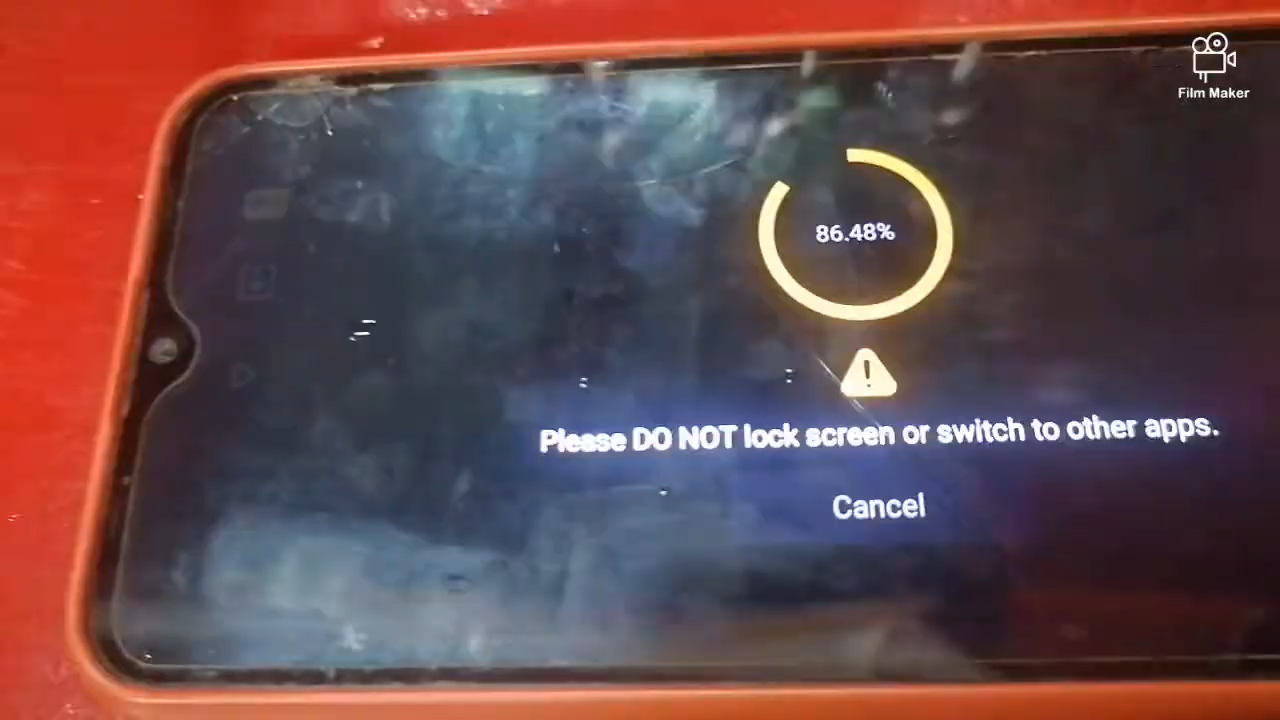 Film Maker
86.48%
Please DO NOT lock screen or switch to other apps.
Cancel